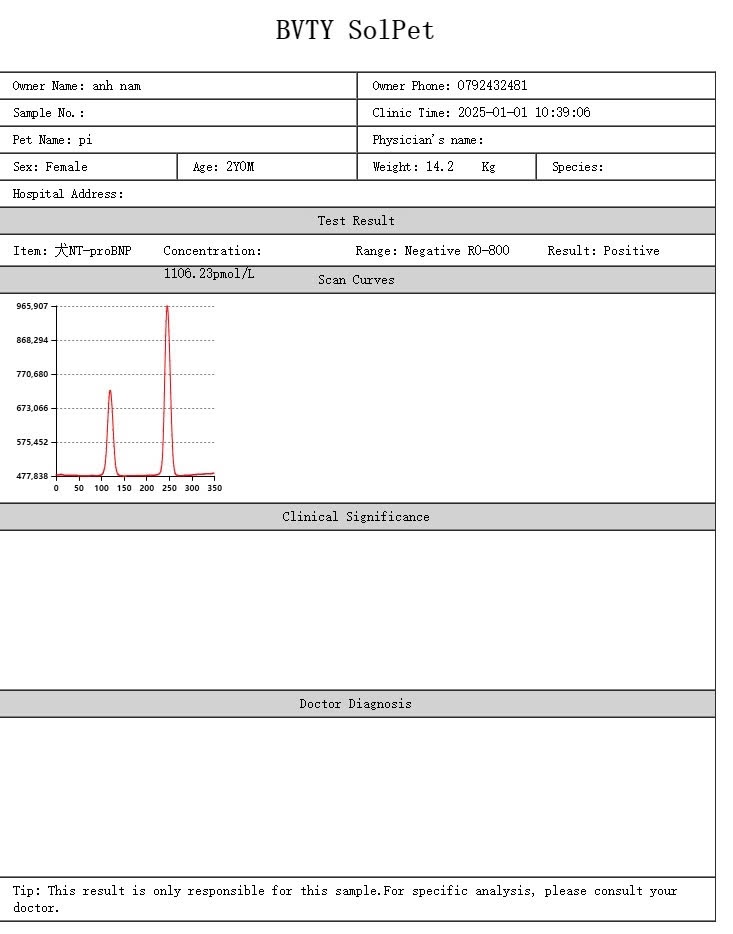 BVTY SolPet
Owner Name: anh nam
Owner Phone: 0792432481
Sample No.:
Clinic Time: 2025-01-01 10:39:06
Pet Name: pi
Physician's name:
Sex: Female
Age: 2Y0M
Weight: 14.2 Kg
Species:
Hospital Address:
Test Result
Item: 犬NT-proBNP
Concentration:
1106.23pmol/L
Range: Negative R0-800
Result: Positive
Scan Curves
965,907
868,294
770,680
673,066
575,452
477,838
0 50 100 150 200 250 300 350
Clinical Significance
Doctor Diagnosis
Tip: This result is only responsible for this sample.For specific analysis, please consult your
doctor.